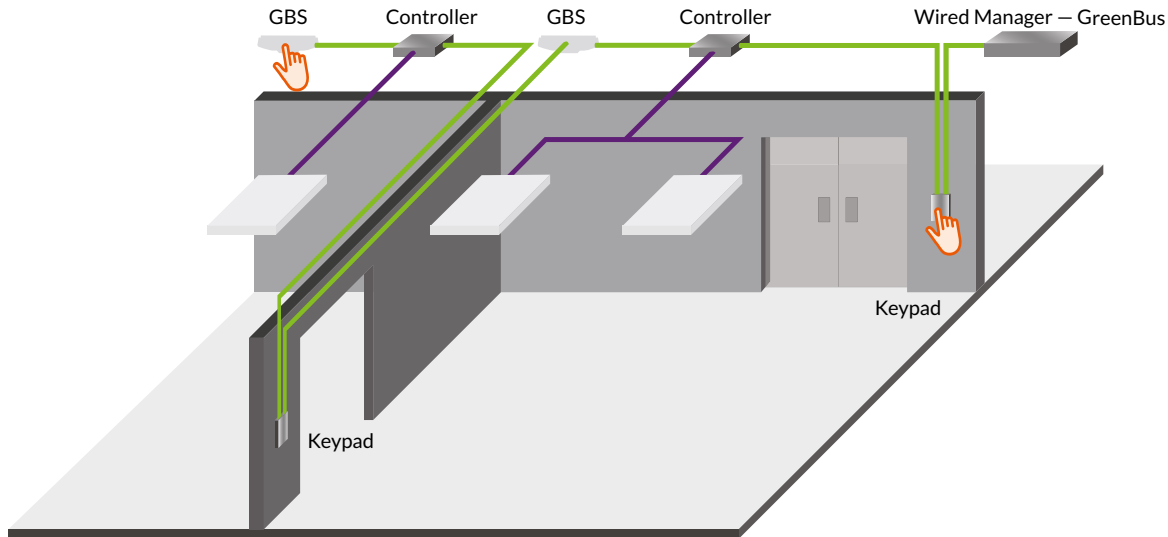 GBS
Controller
GBS
Controller
Wired Manager — GreenBus
Keypad
Keypad